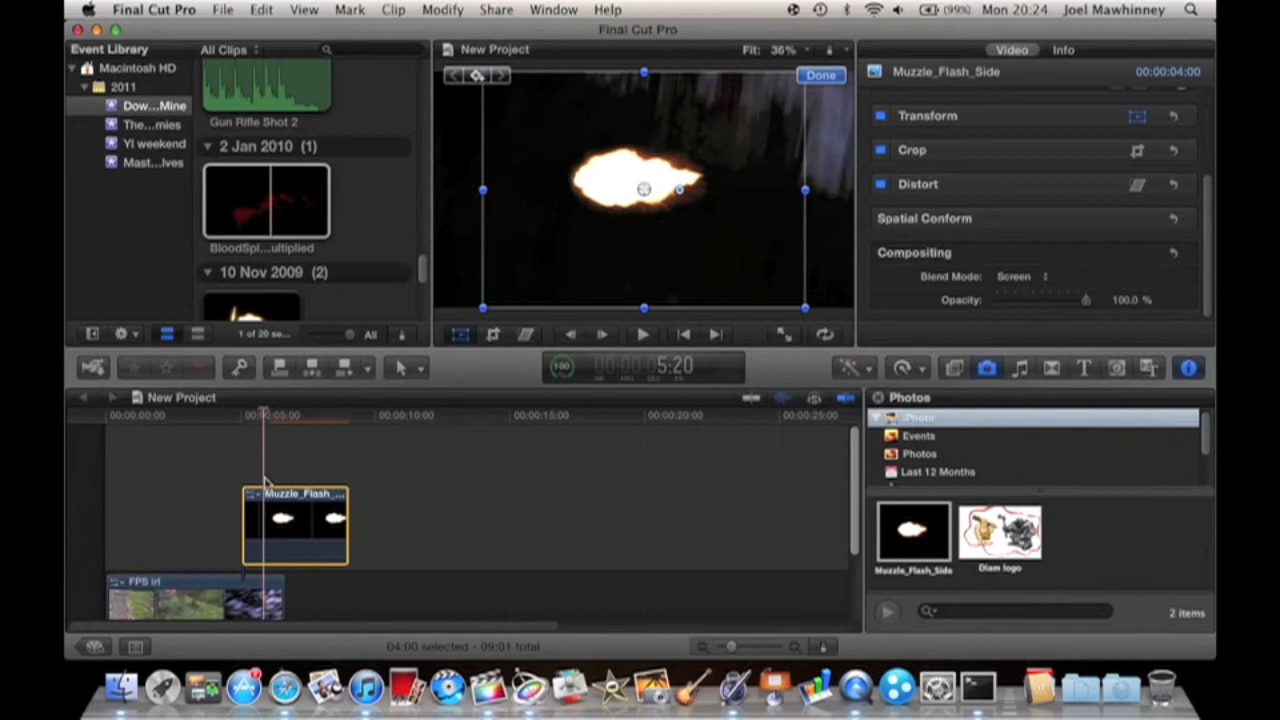 Final Cut Pro File Edit View Mark Clip Modify Share Window Help (99%) Mon 20:24 Joel Mawhinney
Final Cut Pro
Event Library All Clips
Macintosh HD
2011
Dow...Mine
The...mies
YI weekend
Mast...lves
Gun Rifle Shot 2
2 Jan 2010 (1)
BloodSpl...ultiplied
10 Nov 2009 (2)
1 of 20 se... All
New Project Fit: 36%
Done
Video Info
Muzzle_Flash_Side 00:00:04:00
Transform
Crop
Distort
Spatial Conform
Compositing
Blend Mode: Screen
Opacity: 100.0 %
100 5:20
New Project
00:00:00:00 00:00:05:00 00:00:10:00 00:00:15:00 00:00:20:00 00:00:25:00
Muzzle_Flash_...
FPS irl
04:00 selected - 09:01 total
Photos
iPhoto
Events
Photos
Last 12 Months
Muzzle_Flash_Side Diam logo
2 items